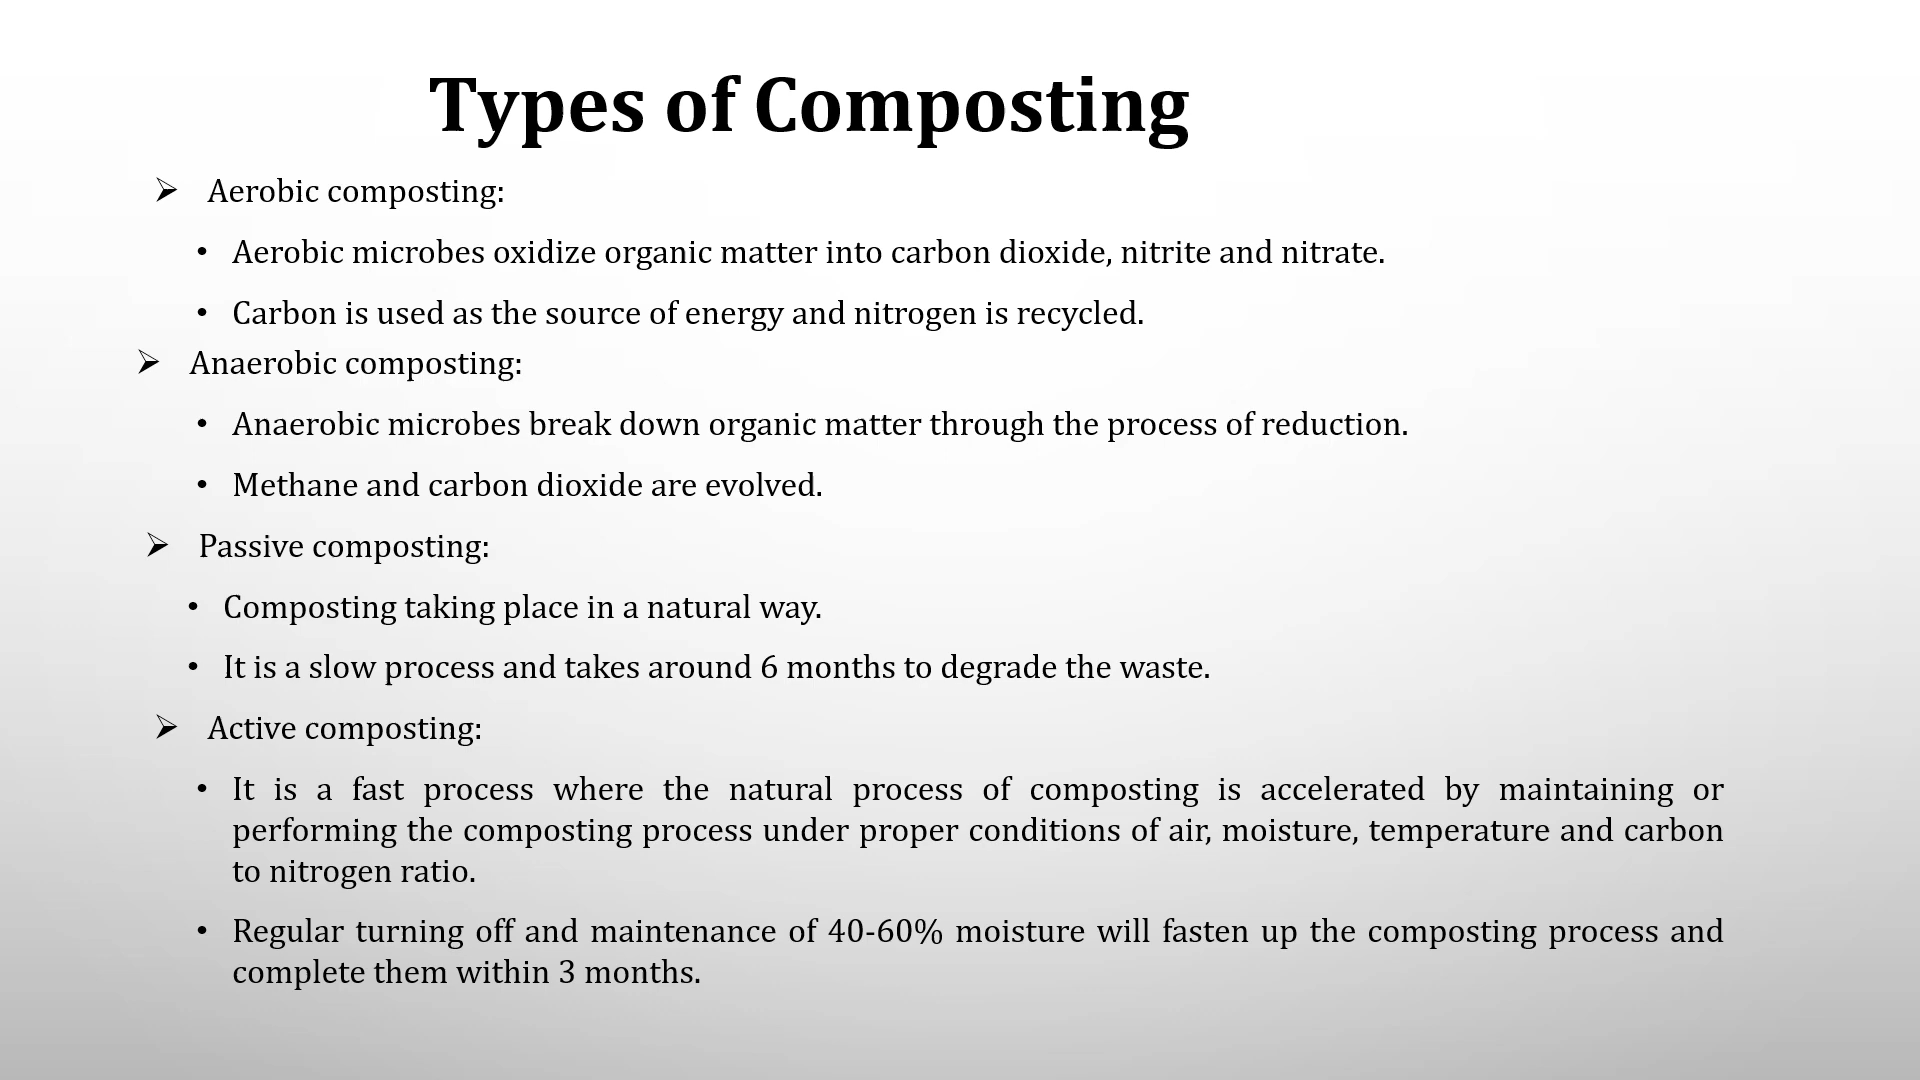 Types of Composting
➢ Aerobic composting:
• Aerobic microbes oxidize organic matter into carbon dioxide, nitrite and nitrate.
• Carbon is used as the source of energy and nitrogen is recycled.
➢ Anaerobic composting:
• Anaerobic microbes break down organic matter through the process of reduction.
• Methane and carbon dioxide are evolved.
➢ Passive composting:
• Composting taking place in a natural way.
• It is a slow process and takes around 6 months to degrade the waste.
➢ Active composting:
• It is a fast process where the natural process of composting is accelerated by maintaining or
performing the composting process under proper conditions of air, moisture, temperature and carbon
to nitrogen ratio.
• Regular turning off and maintenance of 40-60% moisture will fasten up the composting process and
complete them within 3 months.